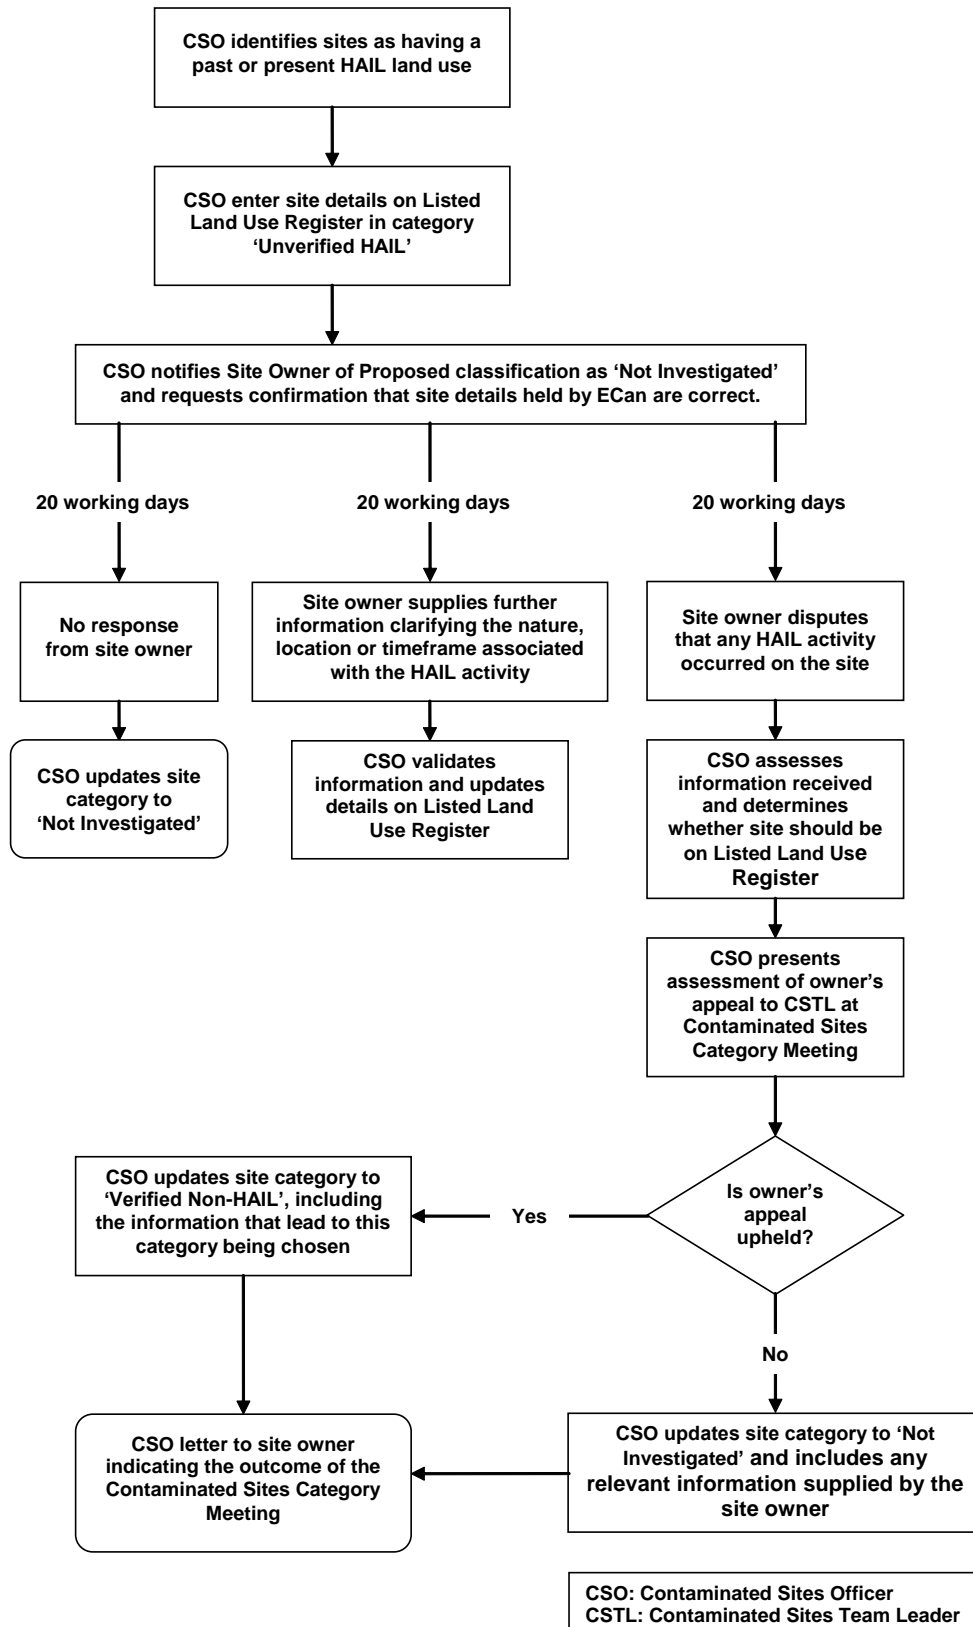 CSO identifies sites as having a
past or present HAIL land use
CSO enter site details on Listed
Land Use Register in category
‘Unverified HAIL’
CSO notifies Site Owner of Proposed classification as ‘Not Investigated’
and requests confirmation that site details held by ECan are correct.
20 working days
20 working days
20 working days
No response
from site owner
Site owner supplies further
information clarifying the nature,
location or timeframe associated
with the HAIL activity
Site owner disputes
that any HAIL activity
occurred on the site
CSO updates site
category to
‘Not Investigated’
CSO validates
information and updates
details on Listed Land
Use Register
CSO assesses
information received
and determines
whether site should be
on Listed Land Use
Register
CSO presents
assessment of owner’s
appeal to CSTL at
Contaminated Sites
Category Meeting
Is owner’s
appeal
upheld?
Yes
CSO updates site category to
‘Verified Non-HAIL’, including
the information that lead to this
category being chosen
No
CSO letter to site owner
indicating the outcome of the
Contaminated Sites Category
Meeting
CSO updates site category to ‘Not
Investigated’ and includes any
relevant information supplied by the
site owner
CSO: Contaminated Sites Officer
CSTL: Contaminated Sites Team Leader